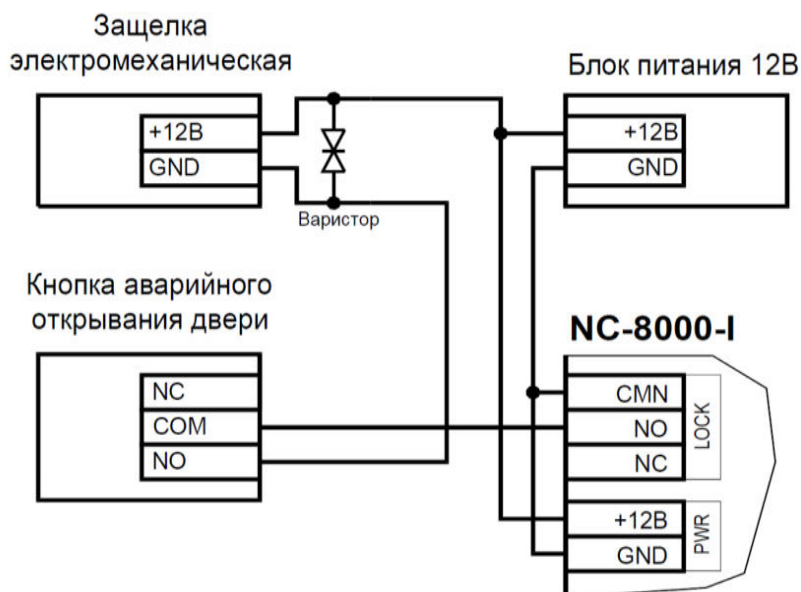 Защелка
электромеханическая
+12В
GND
Варистор
Блок питания 12В
+12В
GND
Кнопка аварийного
открывания двери
NC
COM
NO
NC-8000-I
CMN
NO
NC
LOCK
+12В
GND
PWR